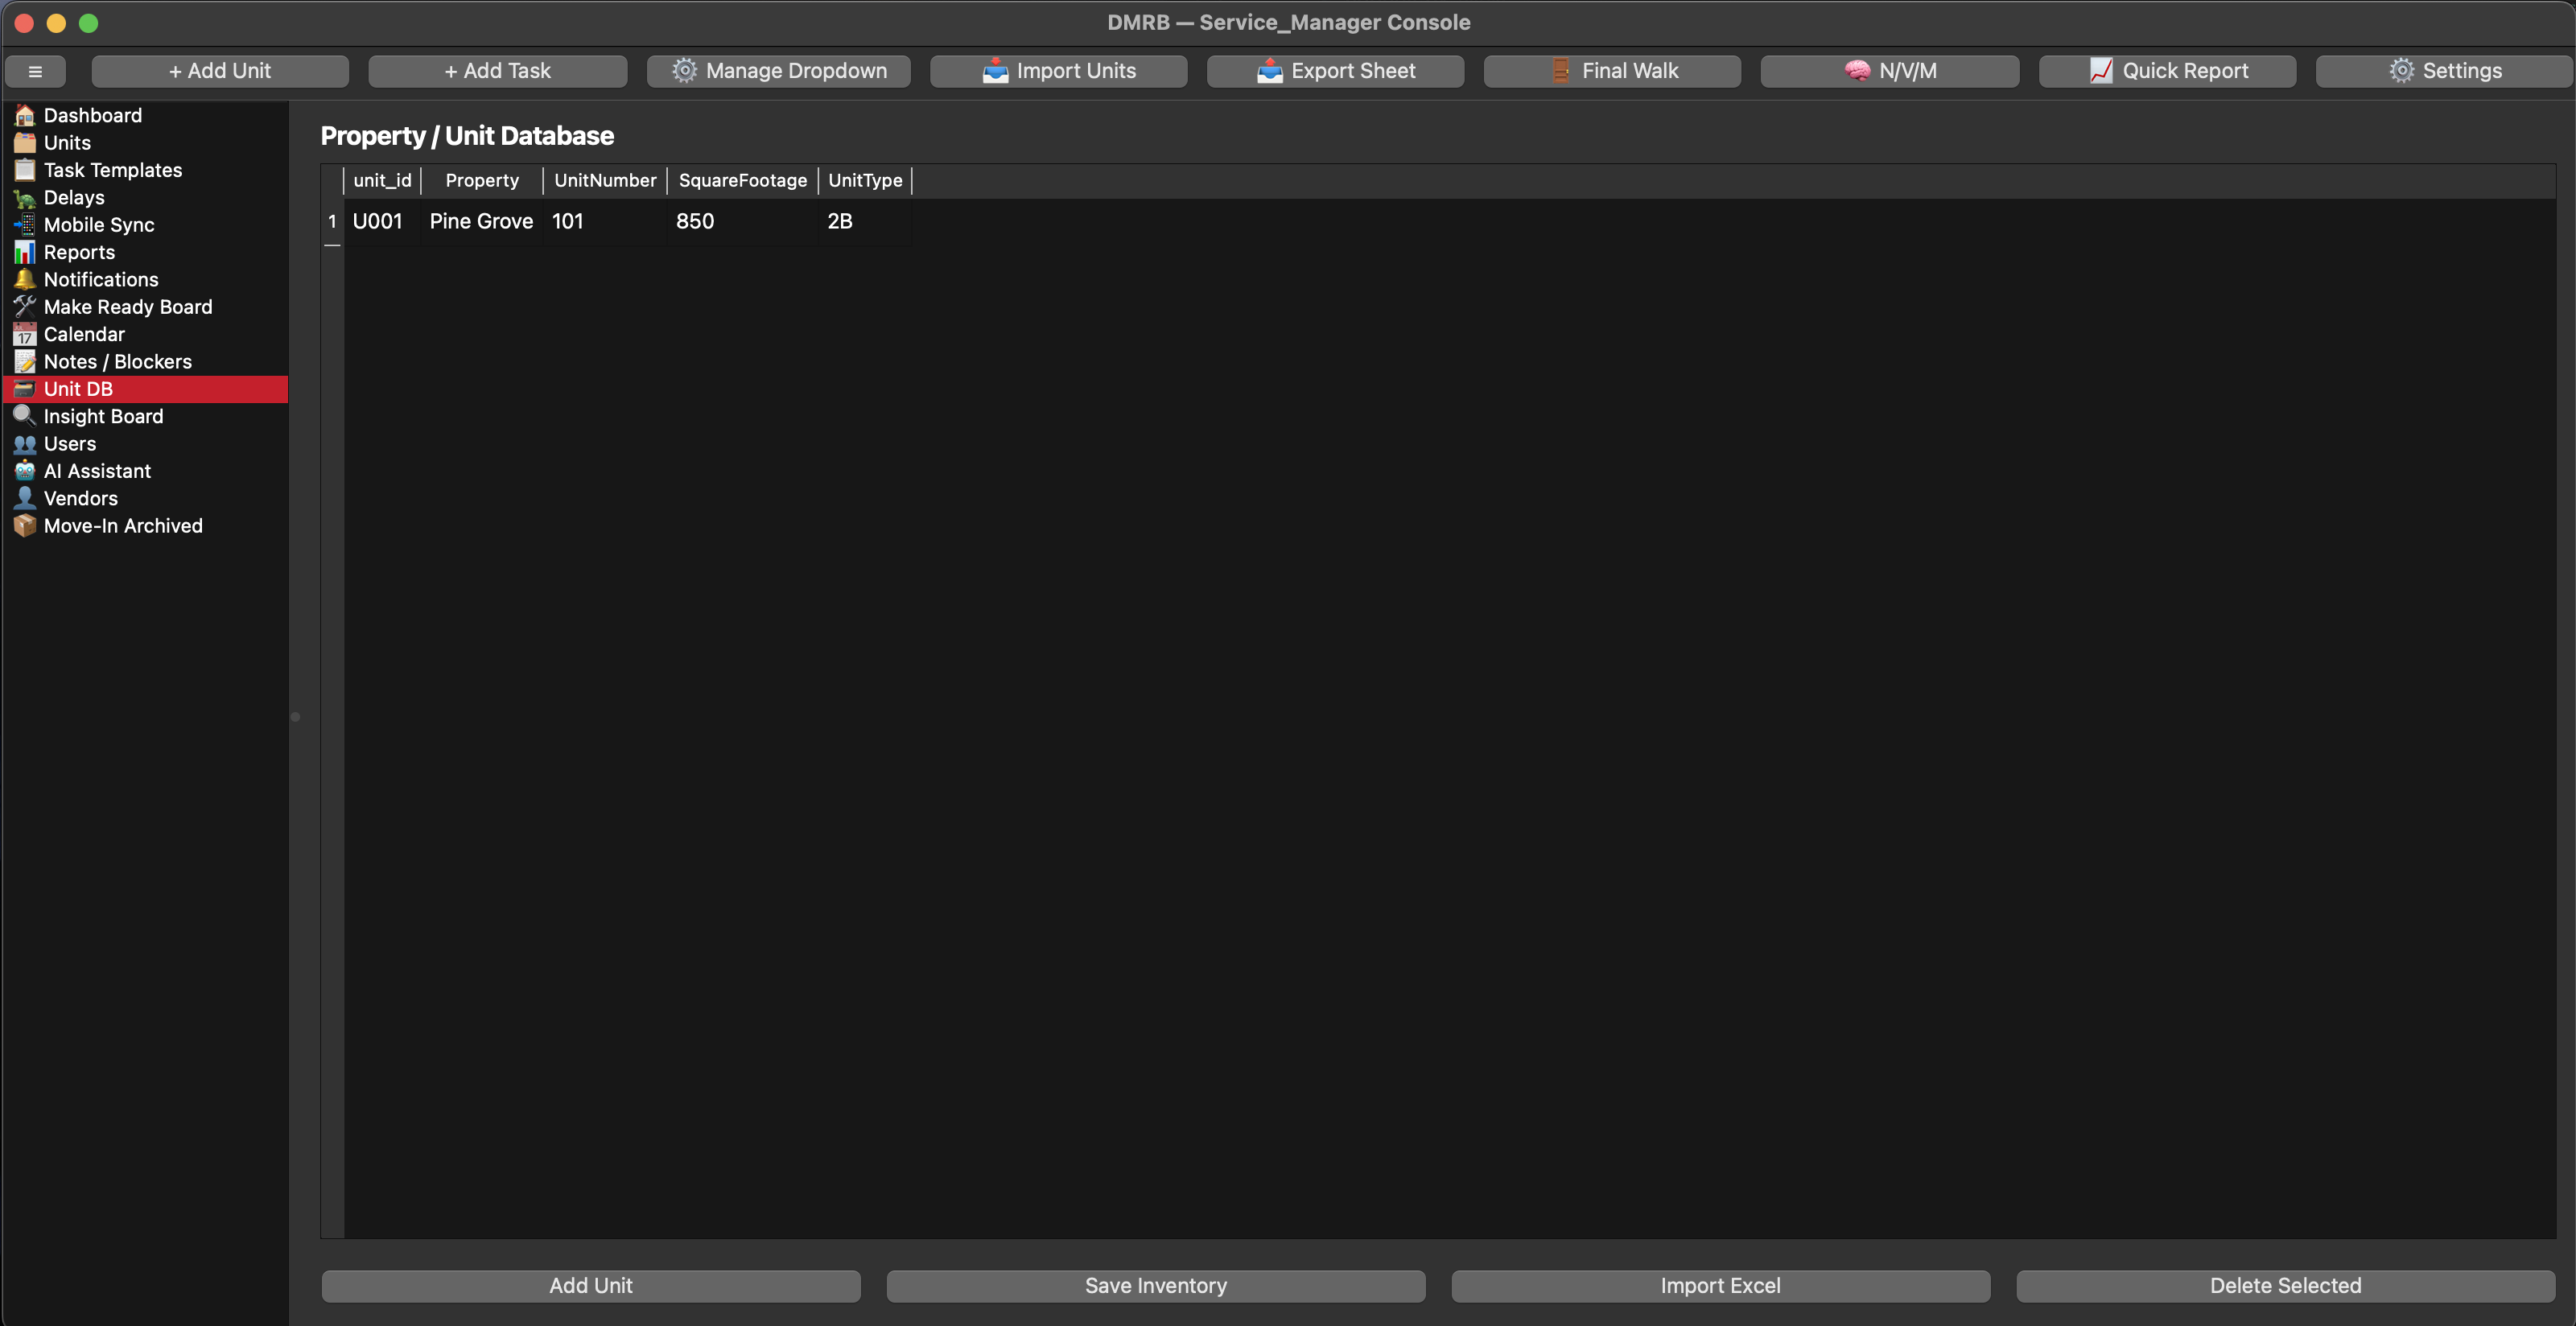 DMRB — Service_Manager Console
≡ + Add Unit + Add Task Manage Dropdown Import Units Export Sheet Final Walk N/V/M Quick Report Settings
Dashboard
Units
Task Templates
Delays
Mobile Sync
Reports
Notifications
Make Ready Board
17 Calendar
Notes / Blockers
Unit DB
Insight Board
Users
AI Assistant
Vendors
Move-In Archived
Property / Unit Database
unit_id Property UnitNumber SquareFootage UnitType
1 U001 Pine Grove 101 850 2B
Add Unit Save Inventory Import Excel Delete Selected